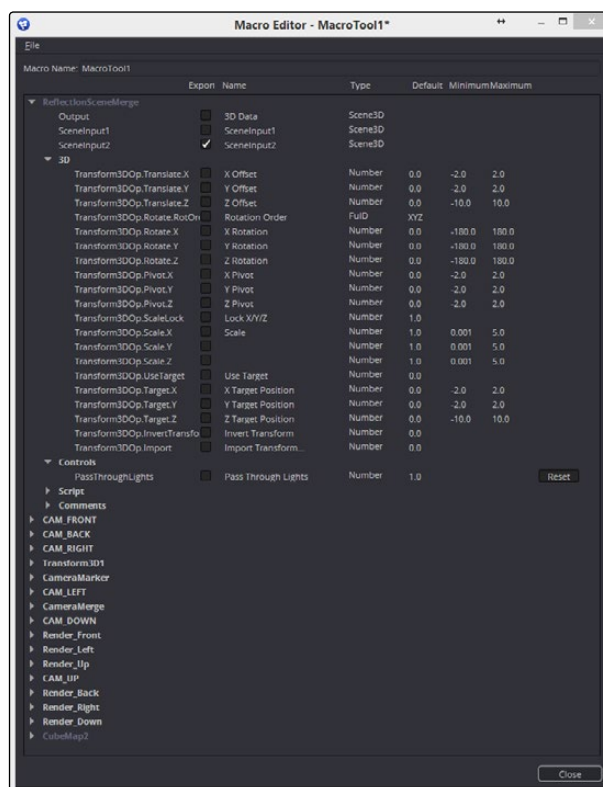 Macro Editor - MacroTool1*
File
Macro Name: MacroTool1
Export Name Type Default Minimum Maximum
ReflectionSceneMerge
Output 3D Data Scene3D
SceneInput1 SceneInput1 Scene3D
SceneInput2 SceneInput2 Scene3D
3D
Transform3DOp.Translate.X X Offset Number 0.0 -2.0 2.0
Transform3DOp.Translate.Y Y Offset Number 0.0 -2.0 2.0
Transform3DOp.Translate.Z Z Offset Number 0.0 -10.0 10.0
Transform3DOp.Rotate.RotOr Rotation Order FuID XYZ
Transform3DOp.Rotate.X X Rotation Number 0.0 -180.0 180.0
Transform3DOp.Rotate.Y Y Rotation Number 0.0 -180.0 180.0
Transform3DOp.Rotate.Z Z Rotation Number 0.0 -180.0 180.0
Transform3DOp.Pivot.X X Pivot Number 0.0 -2.0 2.0
Transform3DOp.Pivot.Y Y Pivot Number 0.0 -2.0 2.0
Transform3DOp.Pivot.Z Z Pivot Number 0.0 -2.0 2.0
Transform3DOp.ScaleLock Lock X/Y/Z Number 1.0
Transform3DOp.Scale.X Scale Number 1.0 0.001 5.0
Transform3DOp.Scale.Y Number 1.0 0.001 5.0
Transform3DOp.Scale.Z Number 1.0 0.001 5.0
Transform3DOp.UseTarget Use Target Number 0.0
Transform3DOp.Target.X X Target Position Number 0.0 -2.0 2.0
Transform3DOp.Target.Y Y Target Position Number 0.0 -2.0 2.0
Transform3DOp.Target.Z Z Target Position Number 0.0 -10.0 10.0
Transform3DOp.InvertTransfo Invert Transform Number 0.0
Transform3DOp.Import Import Transform... Number 0.0
Controls
PassThroughLights Pass Through Lights Number 1.0 Reset
Script
Comments
CAM_FRONT
CAM_BACK
CAM_RIGHT
Transform3D1
CameraMarker
CAM_LEFT
CameraMerge
CAM_DOWN
Render_Front
Render_Left
Render_Up
CAM_UP
Render_Back
Render_Right
Render_Down
CubeMap2
Close